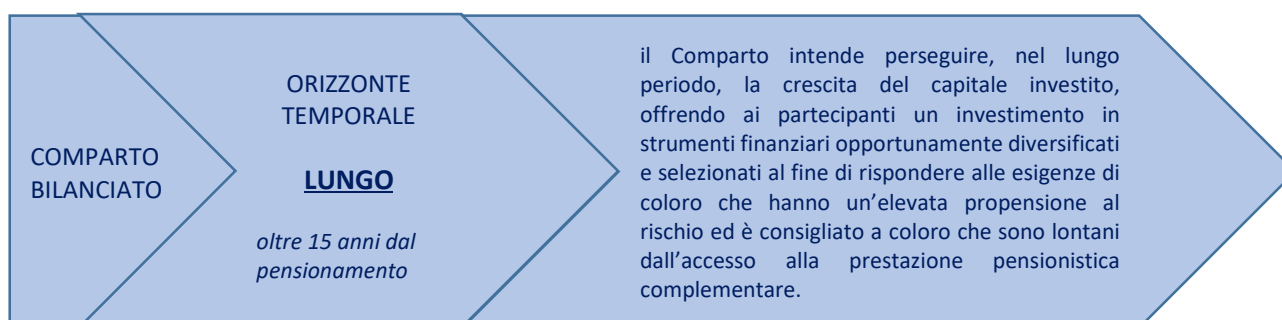 COMPARTO
BILANCIATO
ORIZZONTE
TEMPORALE
LUNGO
oltre 15 anni dal
pensionamento
il Comparto intende perseguire, nel lungo
periodo, la crescita del capitale investito,
offrendo ai partecipanti un investimento in
strumenti finanziari opportunamente diversificati
e selezionati al fine di rispondere alle esigenze di
coloro che hanno un'elevata propensione al
rischio ed è consigliato a coloro che sono lontani
dall'accesso alla prestazione pensionistica
complementare.